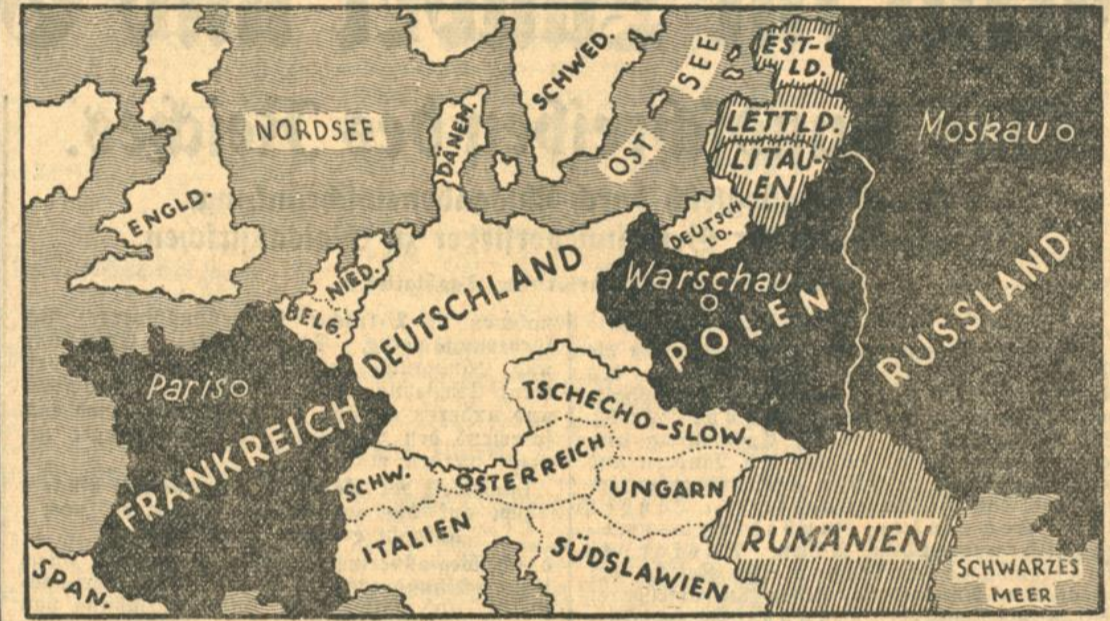 NORDSEE
ENGLD.
DÄNEM.
SCHWED.
OST
SEE
EST-
LD.
LETTLD.
LITAU-
EN
Moskau
DEUTSCH
LD.
NIED.
BELG.
DEUTSCHLAND
Warschau
POLEN
RUSSLAND
Paris
FRANKREICH
TSCHECHO-SLOW.
SCHW.
ÖSTERREICH
UNGARN
ITALIEN
SÜDSLAWIEN
RUMÄNIEN
SCHWARZES
MEER
SPAN.